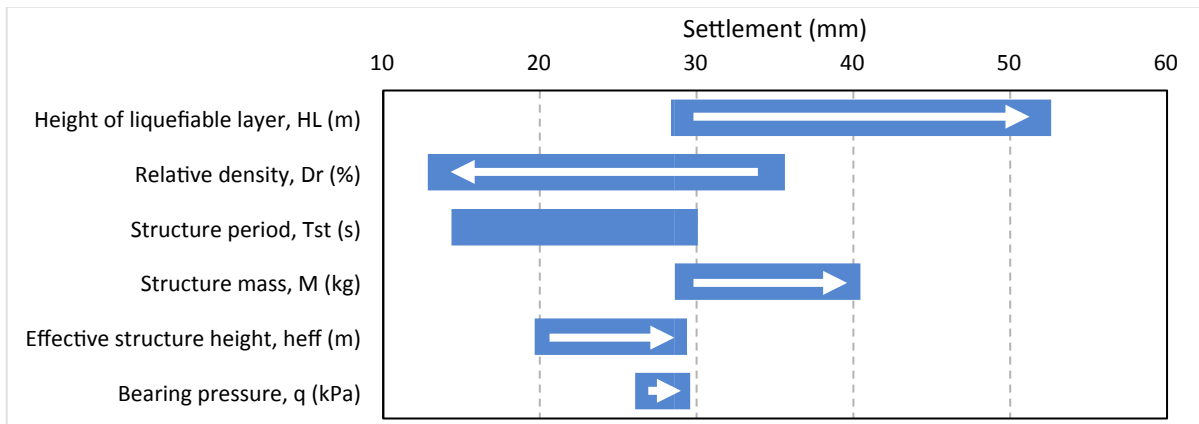 Settlement (mm)
10 20 30 40 50 60
Height of liquefiable layer, HL (m)
Relative density, Dr (%)
Structure period, Tst (s)
Structure mass, M (kg)
Effective structure height, heff (m)
Bearing pressure, q (kPa)